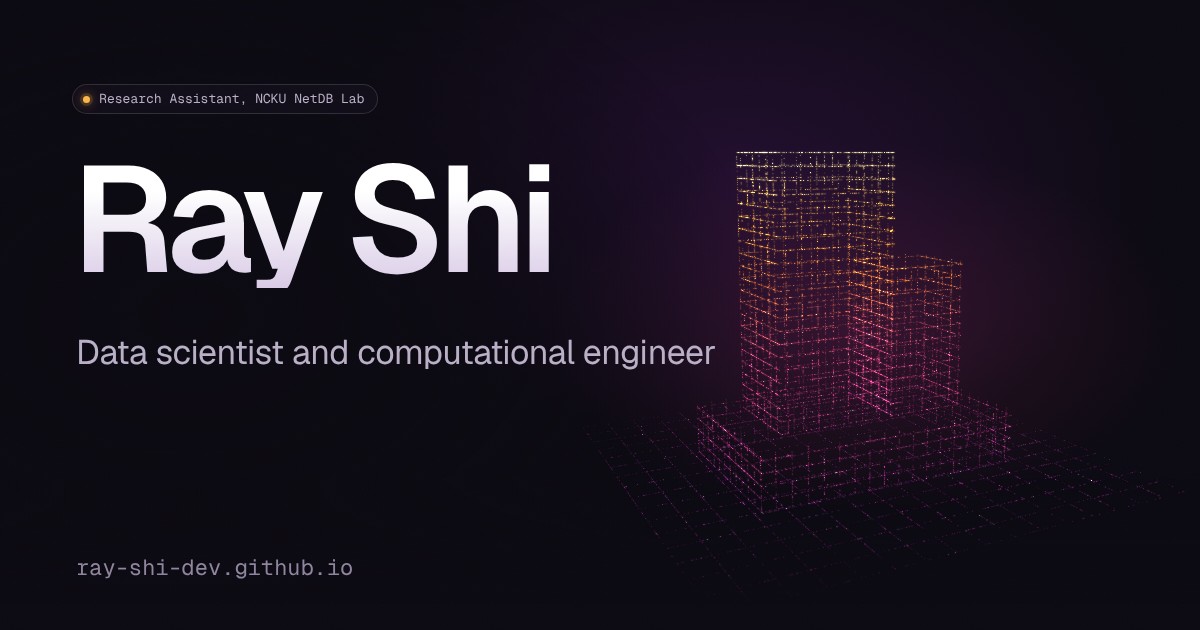 Research Assistant, NCKU NetDB Lab
Ray Shi
Data scientist and computational engineer
ray-shi-dev.github.io